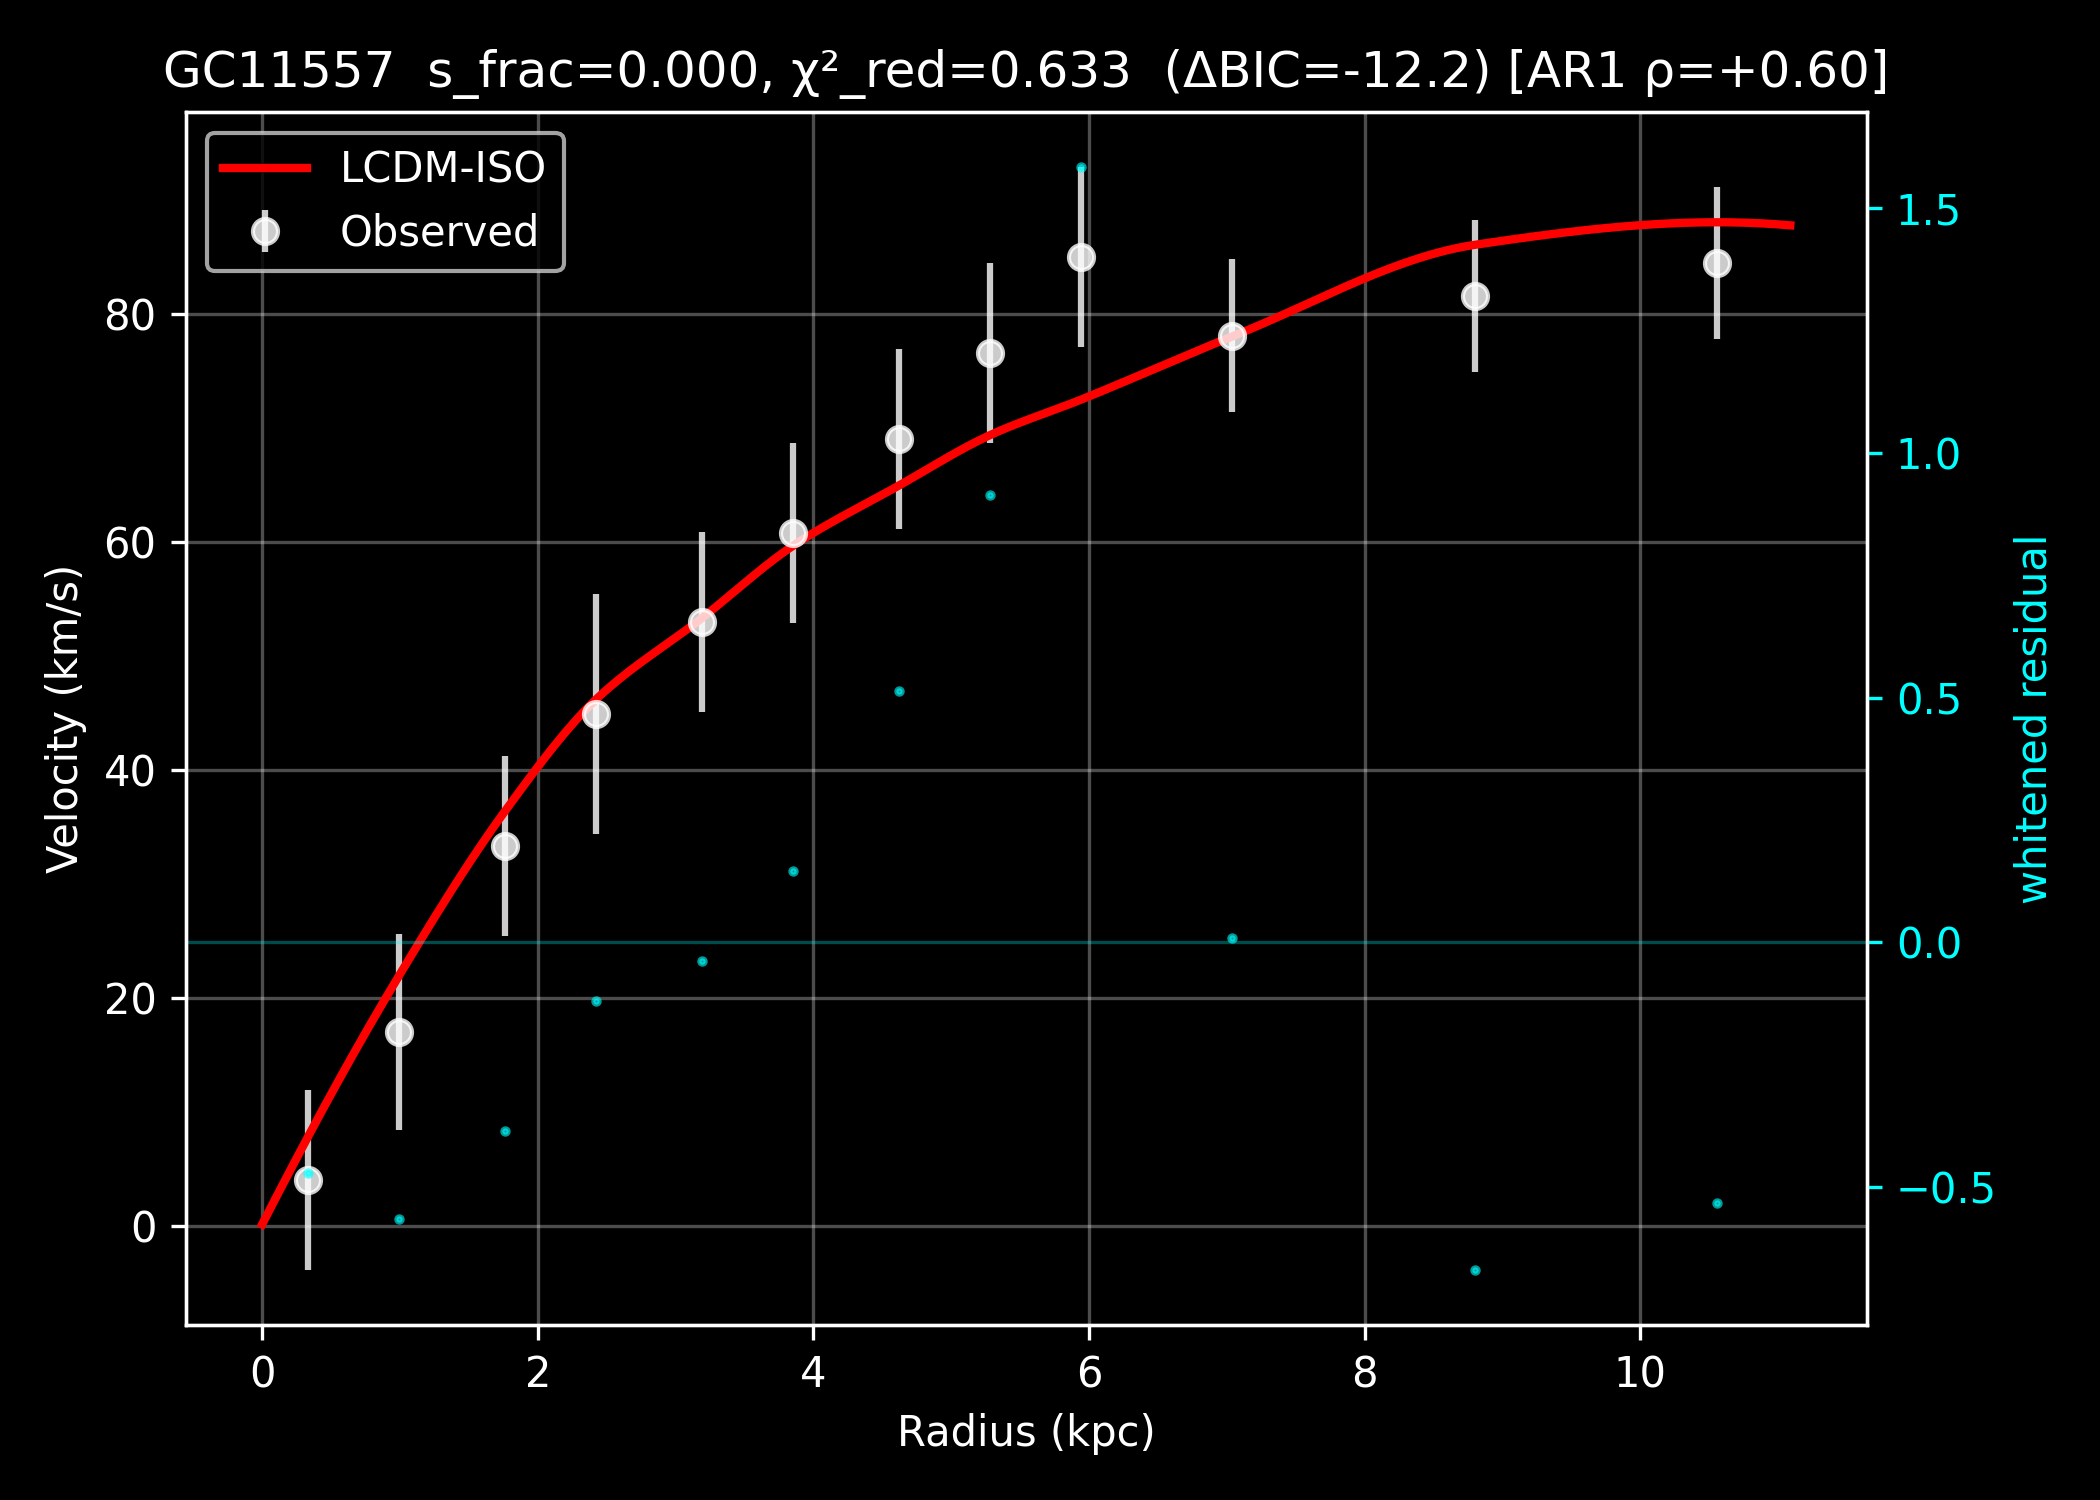 GC11557 s_frac=0.000, χ²_red=0.633 (ΔBIC=-12.2) [AR1 ρ=+0.60]
LCDM-ISO
Observed
Velocity (km/s)
80
60
40
20
0
1.5
1.0
0.5
0.0
−0.5
whitened residual
0 2 4 6 8 10
Radius (kpc)